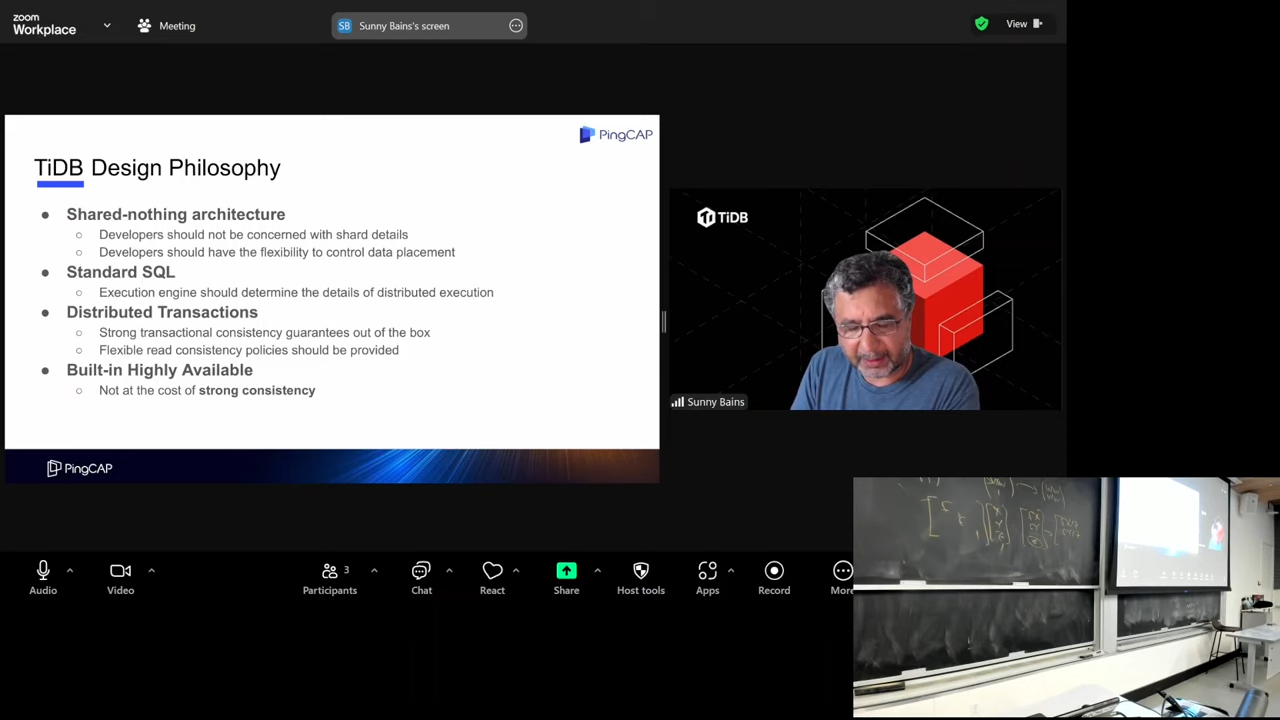 zoom
Workplace
Meeting
SB Sunny Bains's screen
View
PingCAP
TiDB Design Philosophy
● Shared-nothing architecture
○ Developers should not be concerned with shard details
○ Developers should have the flexibility to control data placement
● Standard SQL
○ Execution engine should determine the details of distributed execution
● Distributed Transactions
○ Strong transactional consistency guarantees out of the box
○ Flexible read consistency policies should be provided
● Built-in Highly Available
○ Not at the cost of strong consistency
PingCAP
TiDB
Sunny Bains
Audio
Video
Participants 3
Chat
React
Share
Host tools
Apps
Record
More